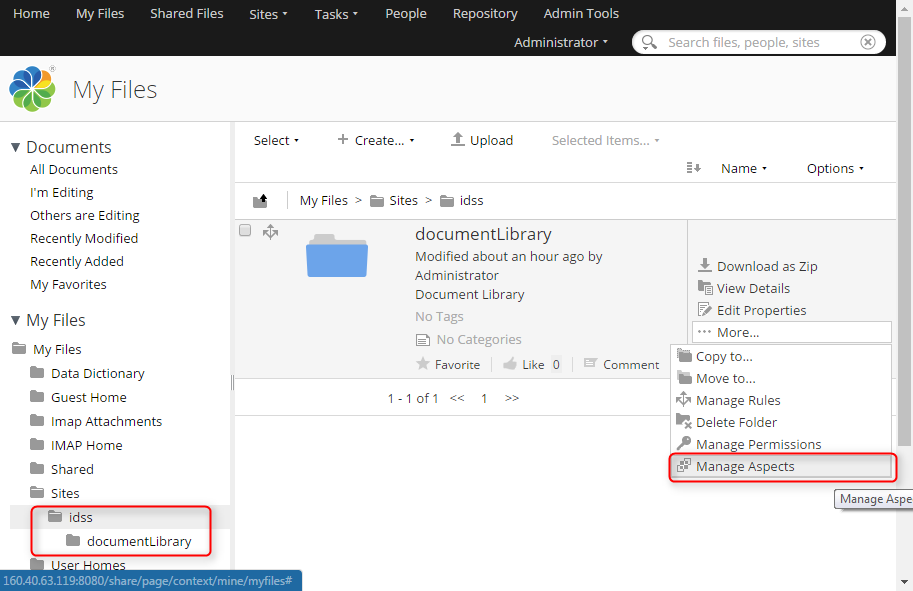 Home My Files Shared Files Sites Tasks People Repository Admin Tools
Administrator Search files, people, sites
® My Files
Documents
All Documents
I'm Editing
Others are Editing
Recently Modified
Recently Added
My Favorites
My Files
My Files
Data Dictionary
Guest Home
Imap Attachments
IMAP Home
Shared
Sites
idss
documentLibrary
User Homes
Select + Create... Upload Selected Items...
Name Options
My Files > Sites > idss
documentLibrary
Modified about an hour ago by
Administrator
Document Library
No Tags
No Categories
Favorite Like 0 Comment
Download as Zip
View Details
Edit Properties
··· More...
Copy to...
Move to...
Manage Rules
Delete Folder
Manage Permissions
Manage Aspects
1 - 1 of 1 << 1 >>
Manage Aspe
160.40.63.119:8080/share/page/context/mine/myfiles#